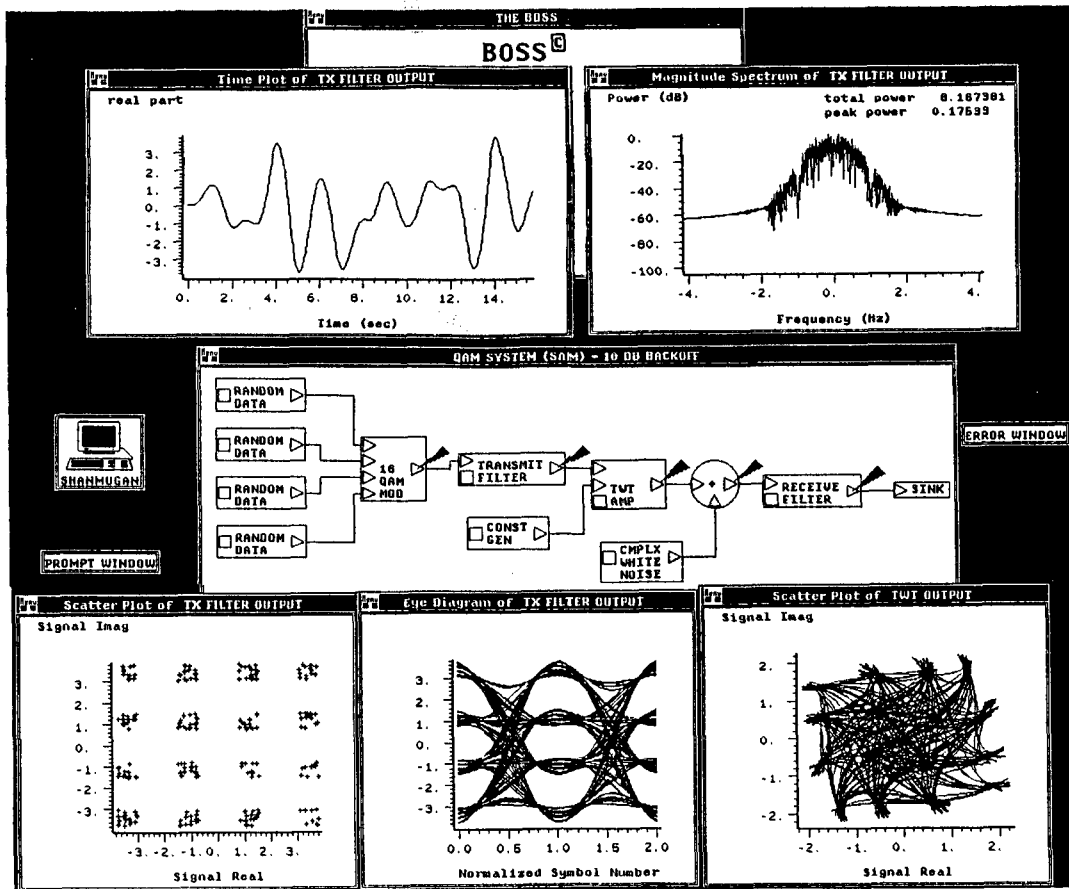 THE BOSS
BOSS ©
Time Plot of TX FILTER OUTPUT
real part
3.
2.
1.
0.
-1.
-2.
-3.
0. 2. 4. 6. 8. 10. 12. 14.
Time (sec)
Magnitude Spectrum of TX FILTER OUTPUT
Power (dB)
total power 8.167381
peak power 0.17599
0.
-20.
-40.
-60.
-80.
-100.
-4. -2. 0. 2. 4.
Frequency (Hz)
QAM SYSTEM (SAM) - 10 DB BACKOFF
RANDOM
DATA
RANDOM
DATA
RANDOM
DATA
RANDOM
DATA
16
QAM
MOD
TRANSMIT
FILTER
CONST
GEN
TWT
AMP
CMPLX
WHITE
NOISE
+
RECEIVE
FILTER
SINK
SHANMUGAN
ERROR WINDOW
PROMPT WINDOW
Scatter Plot of TX FILTER OUTPUT
Signal Imag
3.
2.
1.
0.
-1.
-2.
-3.
-3. -2. -1. 0. 1. 2. 3.
Signal Real
Eye Diagram of TX FILTER OUTPUT
3.
2.
1.
0.
-1.
-2.
-3.
0.0 0.5 1.0 1.5 2.0
Normalized Symbol Number
Scatter Plot of TWT OUTPUT
Signal Imag
2.
1.
0.
-1.
-2.
-2. -1. 0. 1. 2.
Signal Real